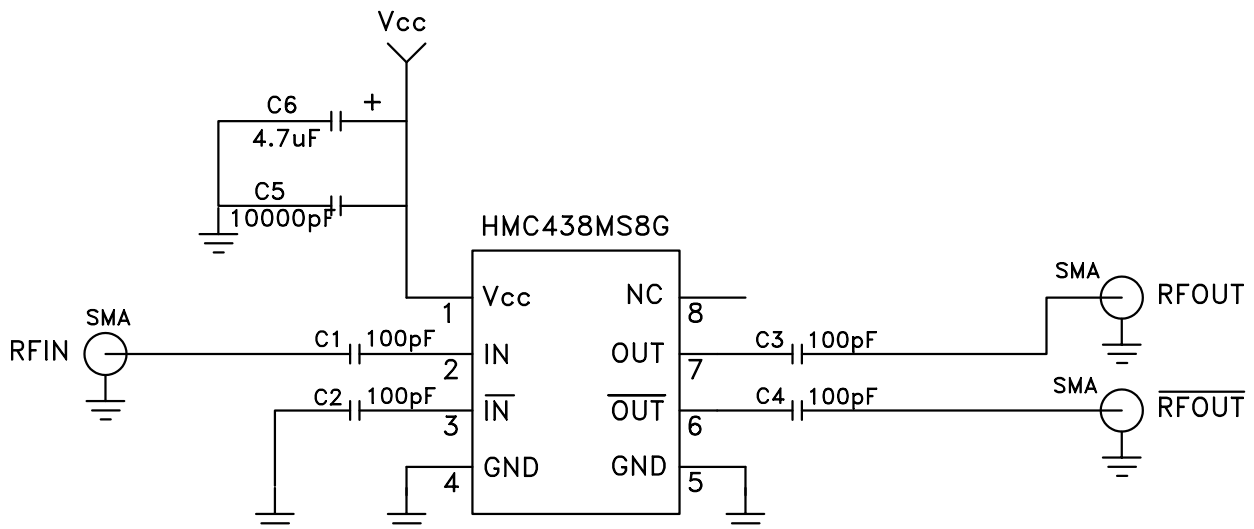 Vcc
C6
+
4.7uF
C5
10000pF
+
HMC438MS8G
Vcc
NC
1
8
SMA
RFOUT
SMA
RFIN
C1 100pF
IN
OUT
C3 100pF
2
7
C2 100pF
IN
OUT
C4 100pF
SMA
RFOUT
3
6
GND
GND
4
5